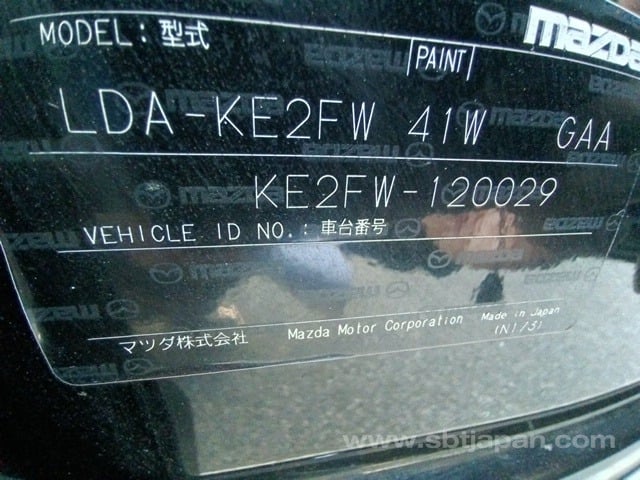 mazda
MODEL: 型式 PAINT
LDA-KE2FW 41W GAA
KE2FW-120029
VEHICLE ID NO.: 車台番号
マツダ株式会社 Mazda Motor Corporation Made in Japan
(N1/3)
www.sbtjapan.com